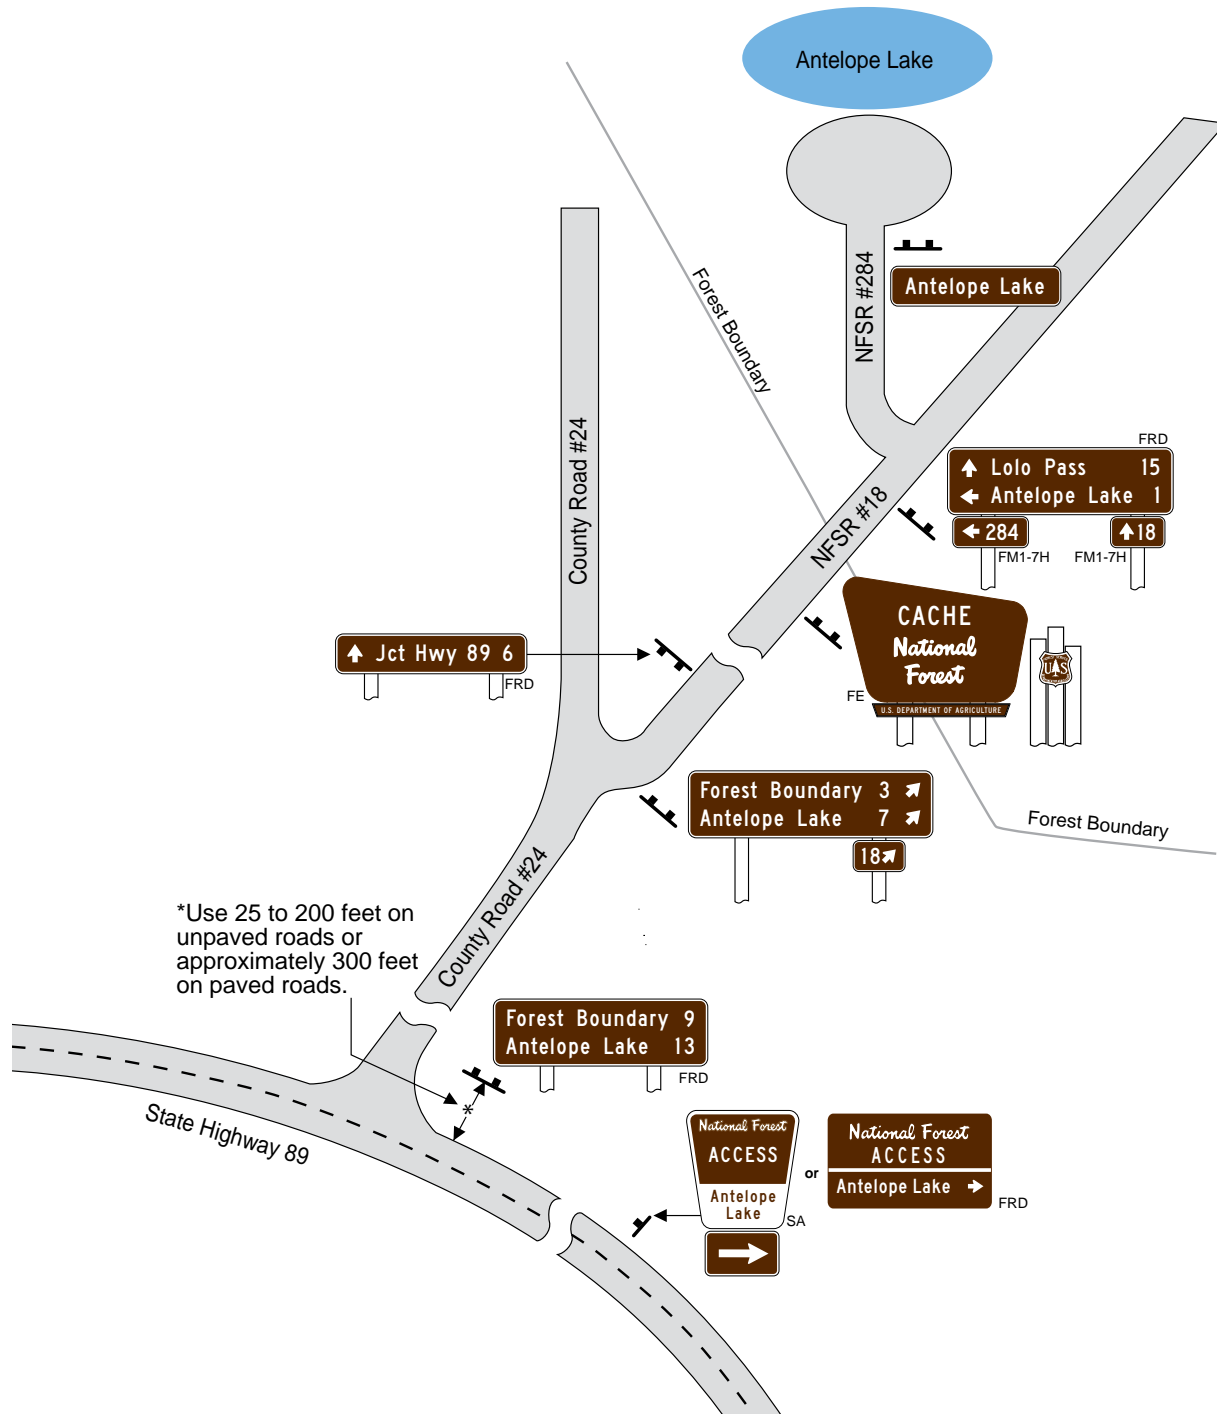 Antelope Lake
Forest Boundary
NFSR #284
Antelope Lake
County Road #24
NFSR #18
FRD
Lolo Pass 15
Antelope Lake 1
284
18
FM1-7H
FM1-7H
CACHE
National
Forest
U.S. DEPARTMENT OF AGRICULTURE
FE
US
Jct Hwy 89 6
FRD
Forest Boundary 3
Antelope Lake 7
18
Forest Boundary
County Road #24
*Use 25 to 200 feet on
unpaved roads or
approximately 300 feet
on paved roads.
Forest Boundary 9
Antelope Lake 13
FRD
*
State Highway 89
National Forest
ACCESS
Antelope
Lake
SA
or
National Forest
ACCESS
Antelope Lake
FRD